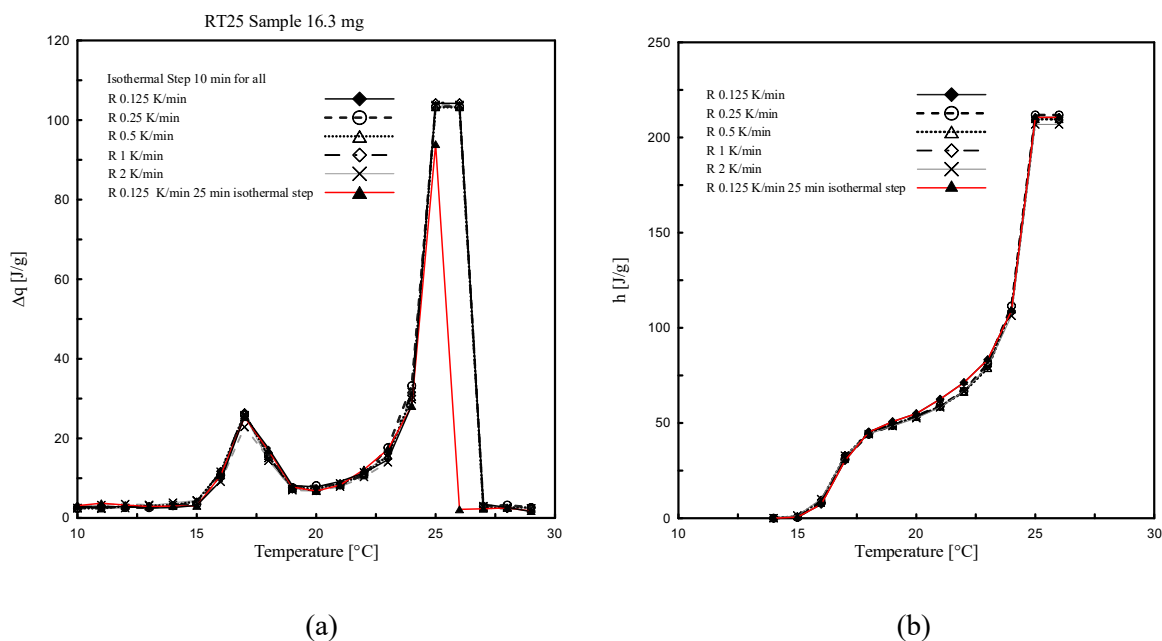 RT25 Sample 16.3 mg
120
100
80
60
40
20
0
Δq [J/g]
Isothermal Step 10 min for all
R 0.125 K/min
R 0.25 K/min
R 0.5 K/min
R 1 K/min
R 2 K/min
R 0.125 K/min 25 min isothermal step
10 15 20 25 30
Temperature [°C]
(a)
250
200
150
100
50
0
h [J/g]
R 0.125 K/min
R 0.25 K/min
R 0.5 K/min
R 1 K/min
R 2 K/min
R 0.125 K/min 25 min isothermal step
10 15 20 25 30
Temperature [°C]
(b)